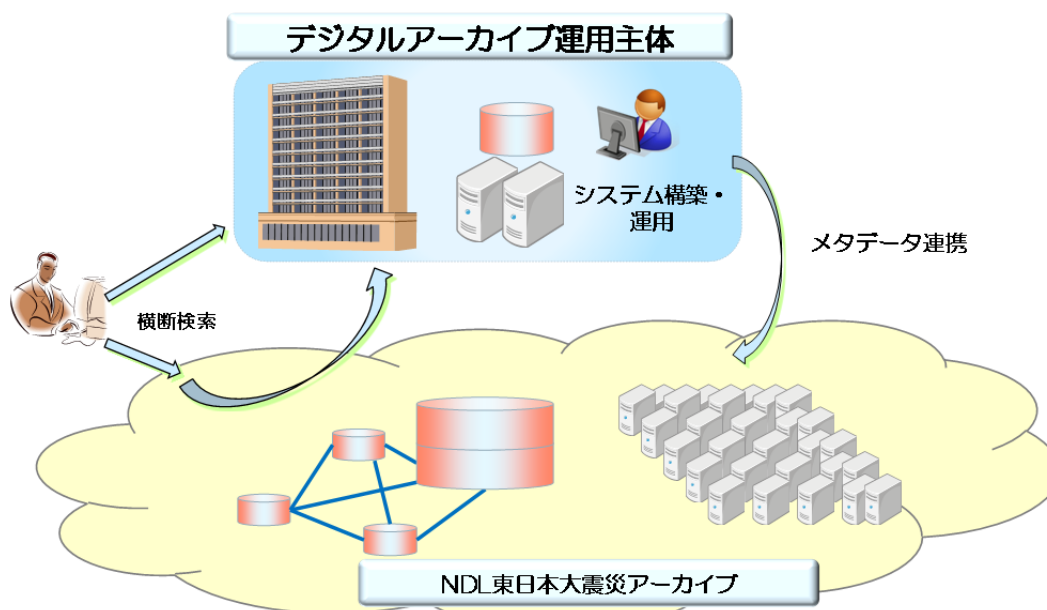 デジタルアーカイブ運用主体
システム構築・
運用
メタデータ連携
横断検索
NDL東日本大震災アーカイブ